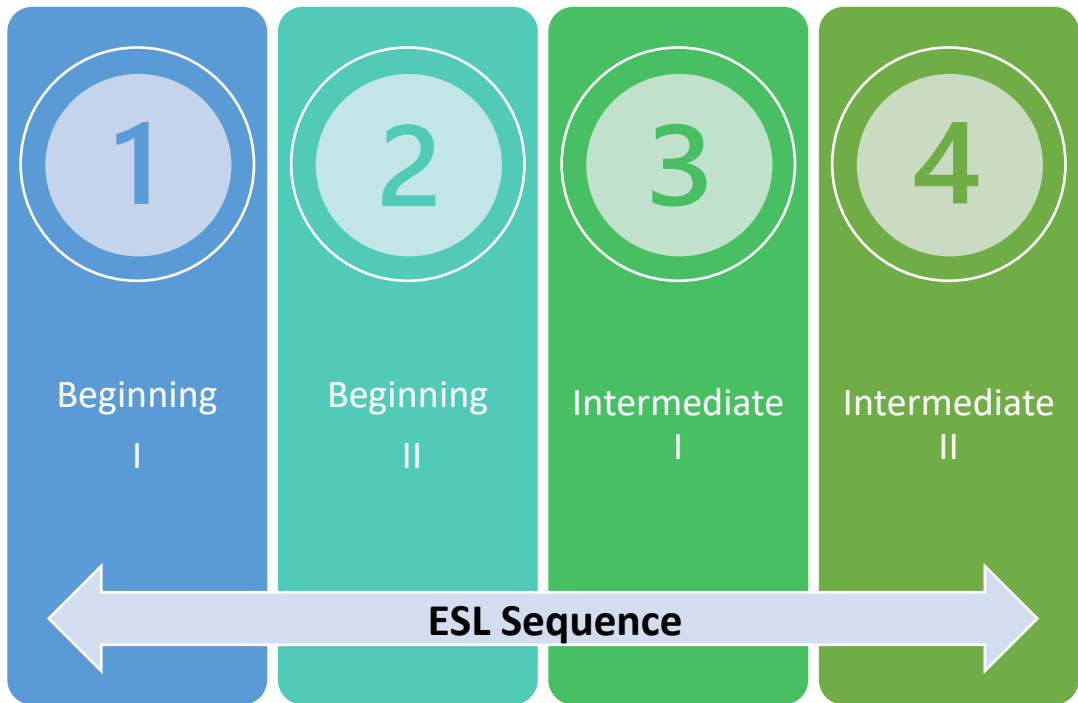 1
Beginning
I
2
Beginning
II
3
Intermediate
I
4
Intermediate
II
ESL Sequence